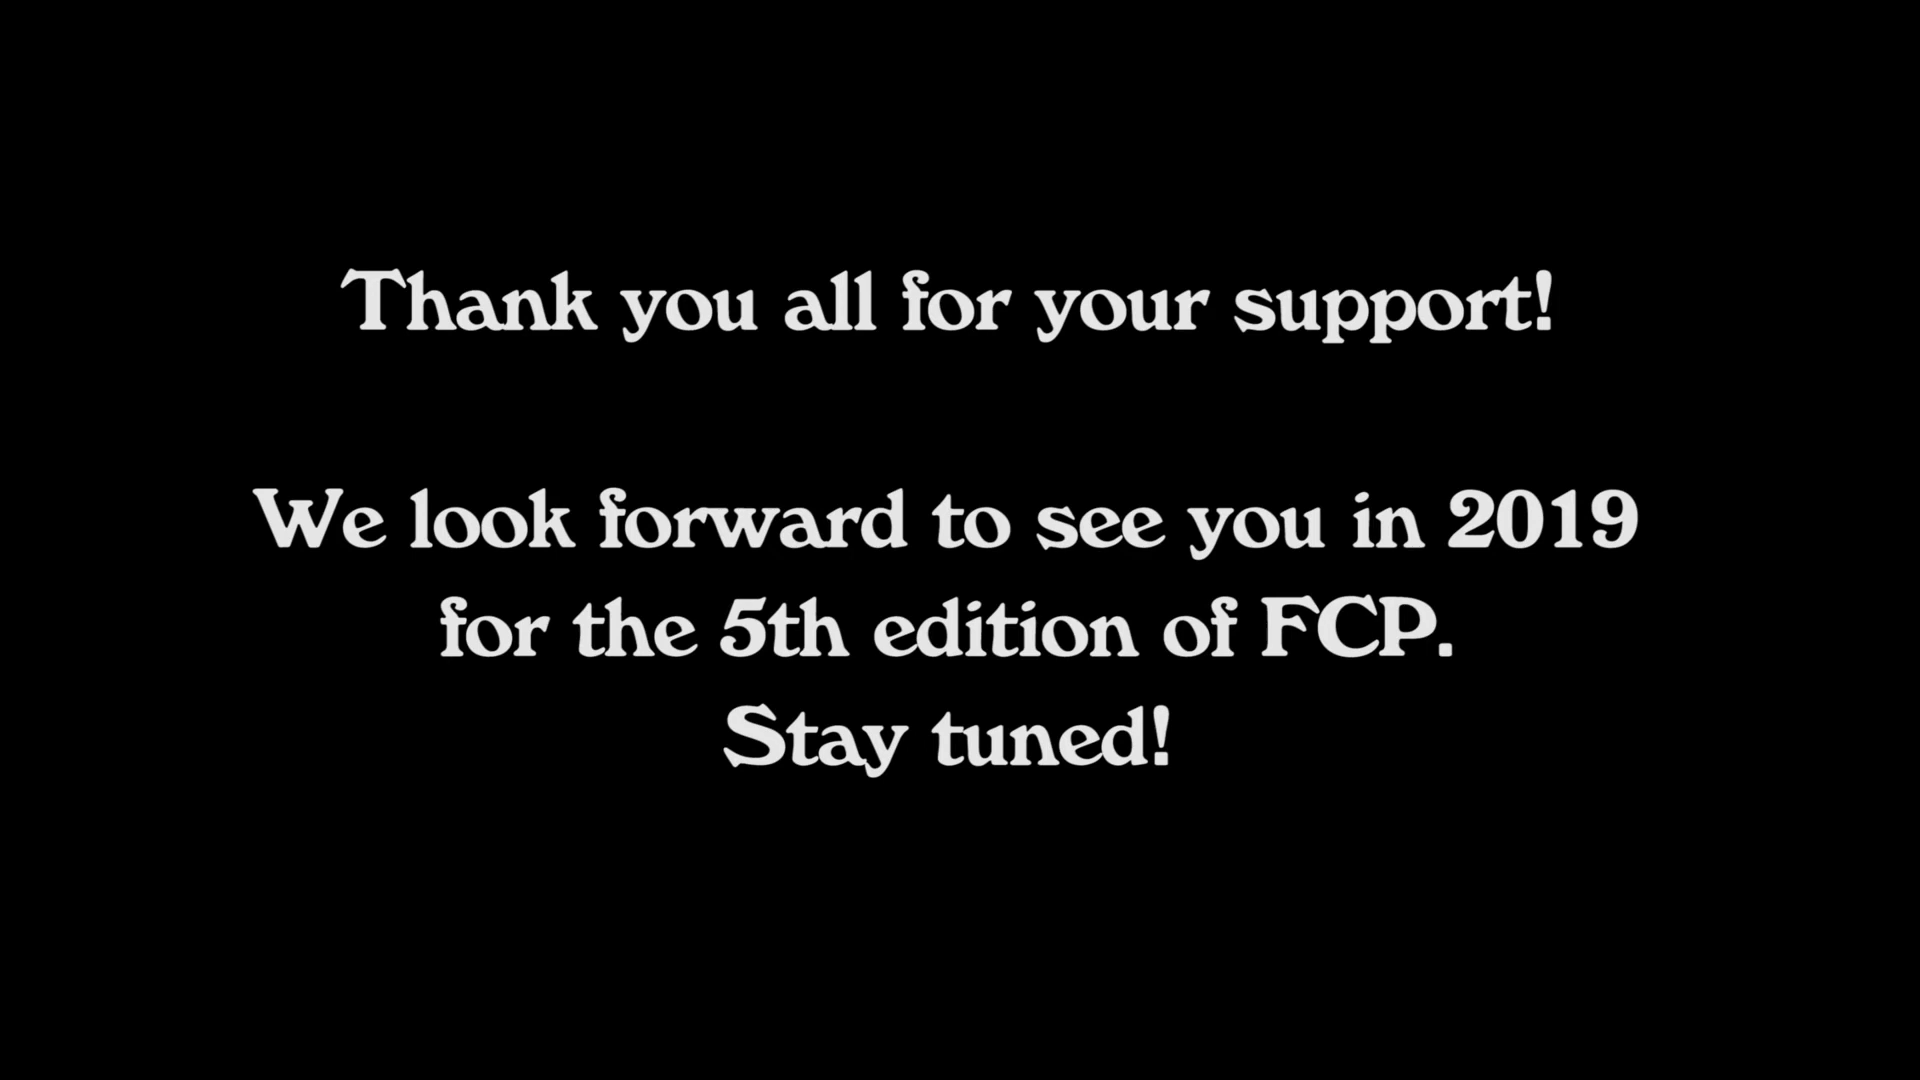 Thank you all for your support!
We look forward to see you in 2019
for the 5th edition of FCP.
Stay tuned!